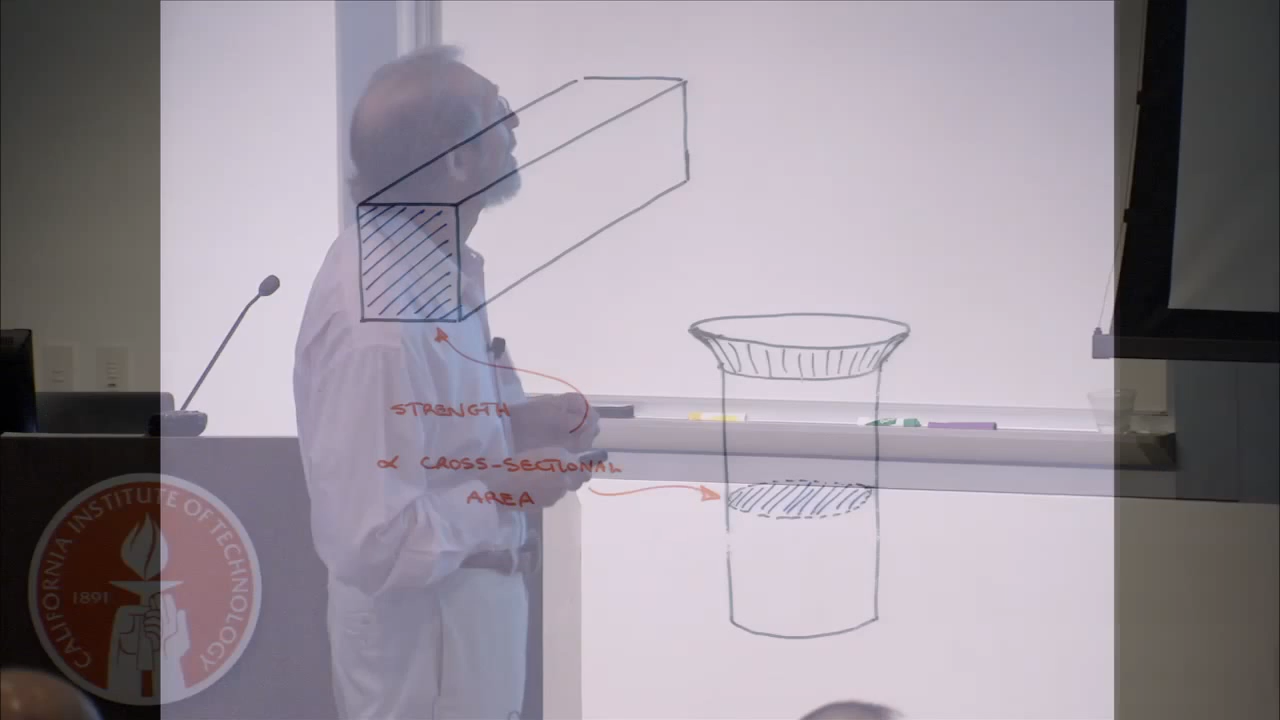 STRENGTH
∝ CROSS-SECTIONAL
AREA
CALIFORNIA INSTITUTE OF TECHNOLOGY
1891